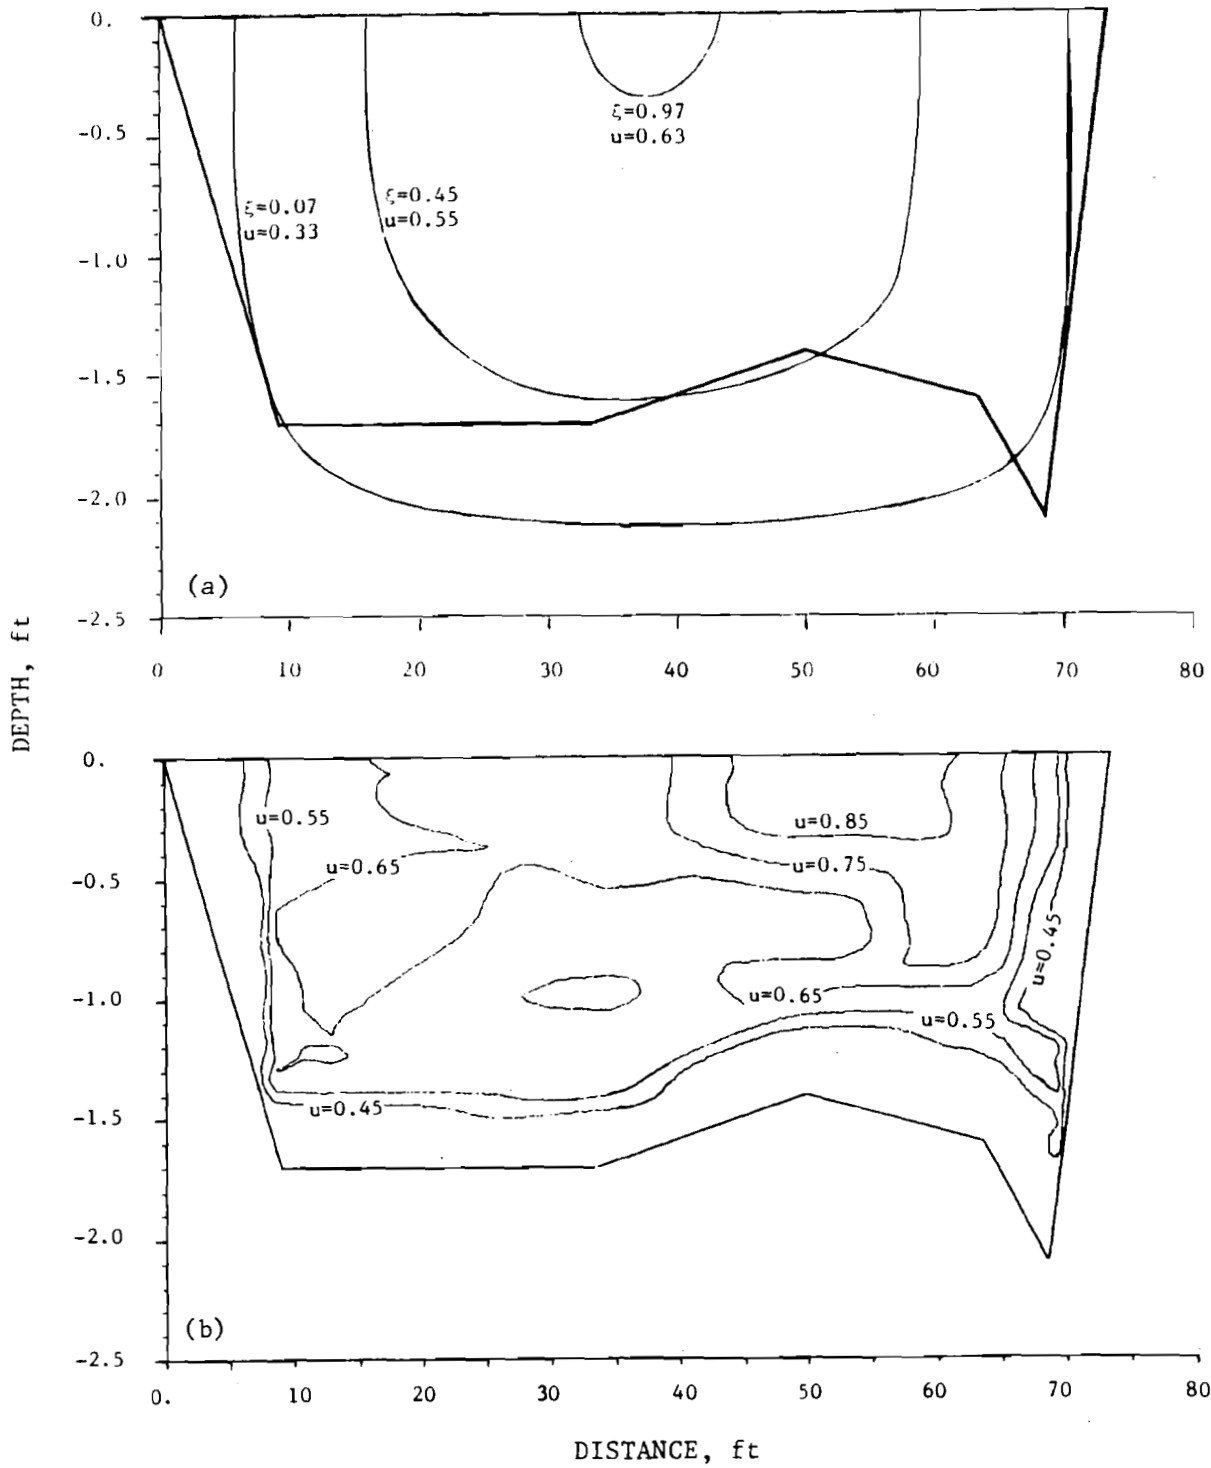 0.
-0.5
-1.0
-1.5
-2.0
-2.5
ξ=0.97
u=0.63
ξ=0.45
u=0.55
ξ=0.07
u=0.33
(a)
0 10 20 30 40 50 60 70 80
DEPTH, ft
0.
-0.5
-1.0
-1.5
-2.0
-2.5
u=0.55
u=0.85
u=0.65
u=0.75
u=0.45
u=0.65
u=0.55
u=0.45
(b)
0. 10 20 30 40 50 60 70 80
DISTANCE, ft